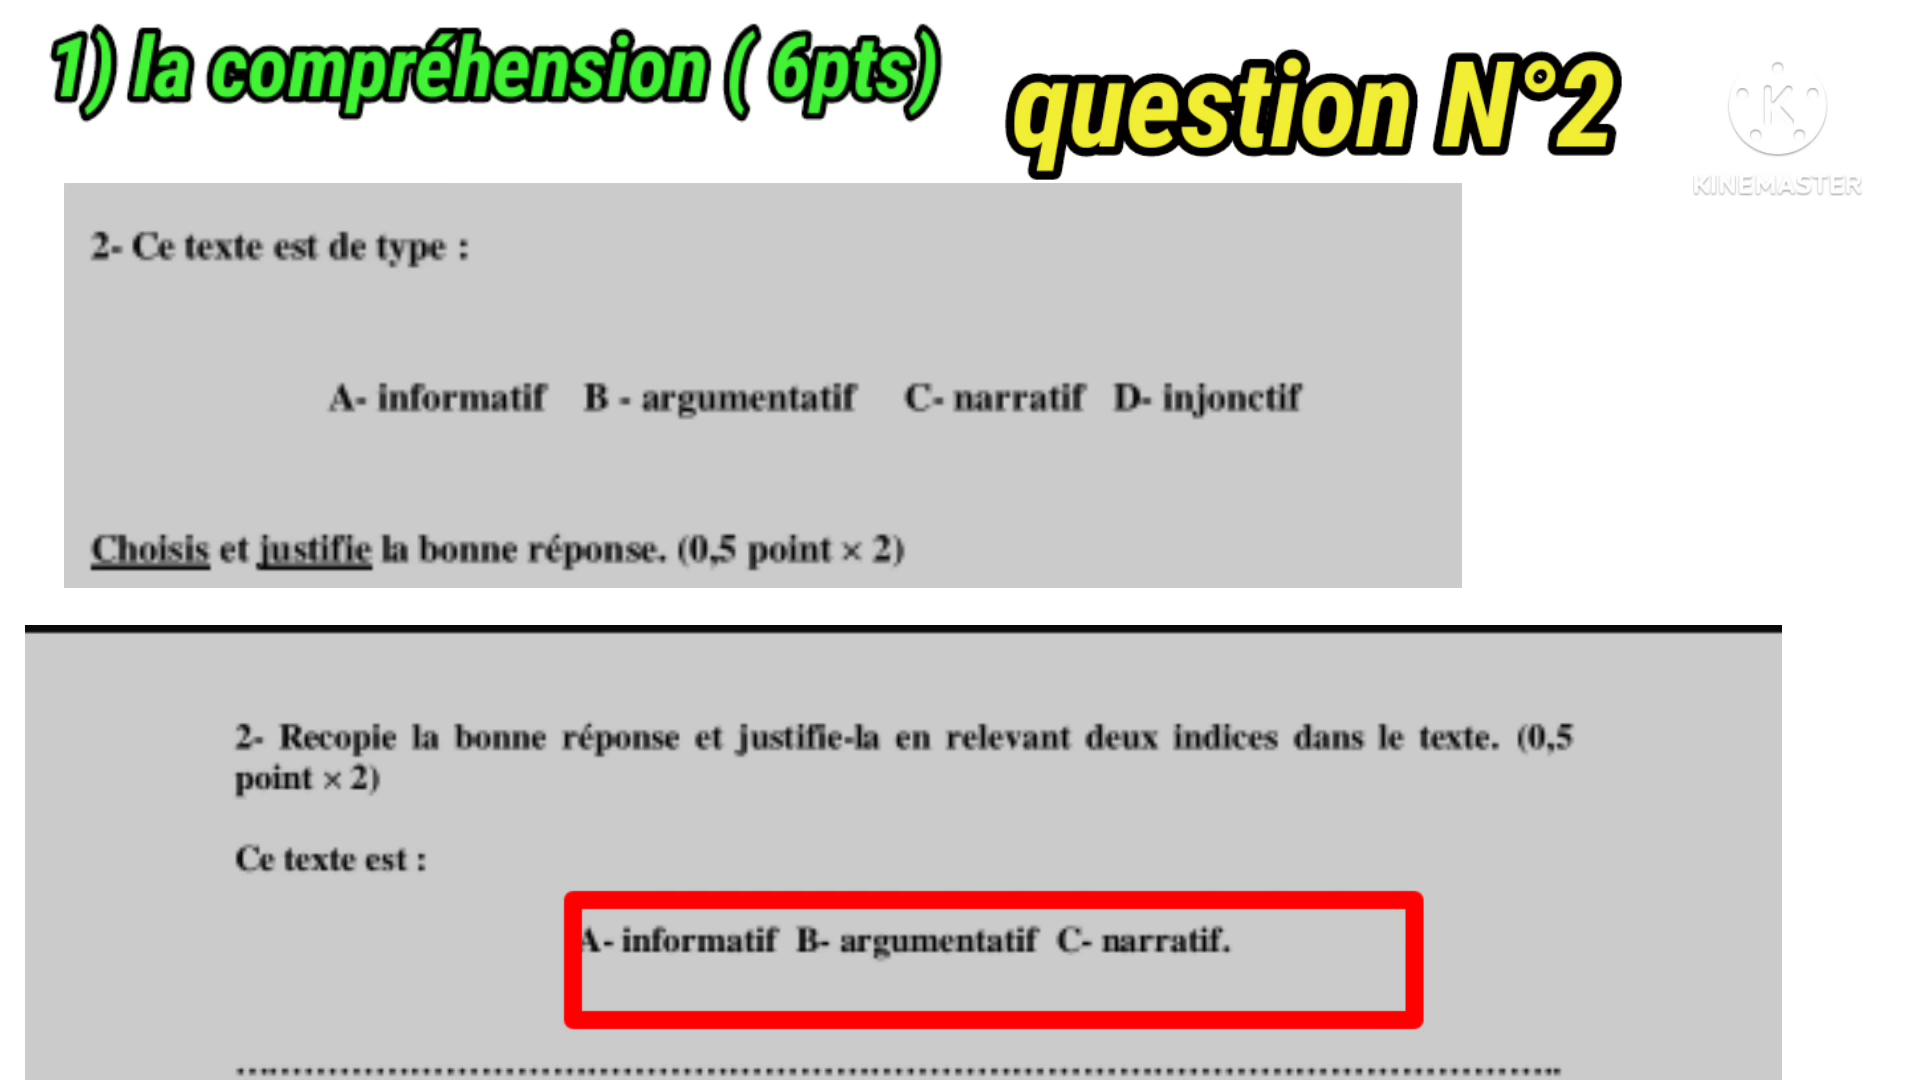 1) la compréhension ( 6pts)
question N°2
KINEMASTER
2- Ce texte est de type :
A- informatif B - argumentatif C- narratif D- injonctif
Choisis et justifie la bonne réponse. (0,5 point × 2)
2- Recopie la bonne réponse et justifie-la en relevant deux indices dans le texte. (0,5
point × 2)
Ce texte est :
A- informatif B- argumentatif C- narratif.